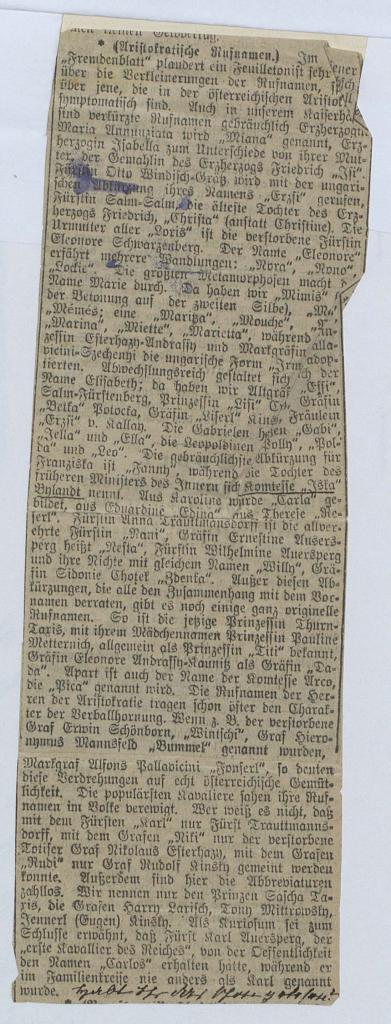 * (Aristokratische Rufnamen.) Im
„Fremdenblatt“ plaudert ein Feuilletonist sehr
über die Verkleinerungen der Rufnamen,
über jene, die in der österreichischen
symptomatisch sind. Auch in unserem Kaiserhaus
sind verkürzte Rufnamen gebräuchlich Erzherzogin
Maria Annunziata wird „Miana“ genannt, Erz-
herzogin Isabella zum Unterschiede von ihrer Mut-
ter, der Gemahlin des Erzherzogs Friedrich,
Otto Windisch-Grätz wird mit der ungari-
schen Abkürzung ihres Namens „Erzsi“ gerufen,
Fürstin Salm-Salm, die älteste Tochter des Erz-
herzogs Friedrich, „Christa“ (anstatt Christine). Die
Urmutter aller „Loris“ ist die verstorbene Fürstin
Eleonore Schwarzenberg. Der Name „Eleonore“
erfährt mehrere Wandlungen: „Nora“, „Nono“,
„Lockie“. Die größten Metamorphosen macht
Name Marie durch. Da haben wir „Mimis“
der Betonung auf der zweiten Silbe),
„Mémés; eine „Maritza“, „Mouche“,
„Marina“, „Miette“, „Marietta“, während
zessin Esterhazy-Andrassy und Markgräfin
vicini-Szechenyi die ungarische Form
tierten. Abwechslungsreich gestaltet sich der
Name Elisabeth; da haben wir Altgräf
Salm-Fürstenberg, Prinzessin „Lisi“ Gräfin
„Betka“ Potocka, Gräfin „Liserl“ Fräulein
„Erzsi“ v. Kallay. Die Gabrielen „Gabi“
„Jella“ und „Ella“, die Leopoldinen „Pol-
da“ und „Leo“. Die gebräuchlichste Abkürzung für
Franziska ist „Fanny“, während die Tochter des
früheren Ministers des Innern sich Komtesse
Bylandt nennt. Aus Karoline wurde „Carla“ ge-
bildet, aus Eduardine „Edina“ aus Therese „Re-
serl“. Fürstin Anna Trauttmansdorff ist die allver-
ehrte Fürstin „Nani“, Gräfin Ernestine Auers-
perg heißt „Nesta“, Fürstin Wilhelmine Auersperg
und ihre Nichte mit gleichem Namen „Willy“, Grä-
fin Sidonie Chotek „Zdenka“. Außer diesen Ab-
kürzungen, die alle den Zusammenhang mit dem Vor-
namen verraten, gibt es noch einige ganz originelle
Rufnamen. So ist die jetzige Prinzessin Thurn-
Taxis, mit ihrem Mädchennamen Prinzessin Pauline
Metternich, allgemein als Prinzessin „Titi“ bekannt,
Gräfin Eleonore Andrassy-Kaunitz als Gräfin „Da-
da“. Apart ist auch der Name der Komtesse Arco,
die „Pica“ genannt wird. Die Rufnamen der Her-
ren der Aristokratie tragen schon öfter den Charak-
ter der Verballhornung. Wenn z. B. der verstorbene
Graf Erwin Schönborn, „Wintschi“, Graf Hiero-
nymus Mannsfeld „Bummel“ genannt wurden,
Markgraf Alfons Pallavicini „Fonserl“, so deuten
diese Verdrehungen auf echt österreichische Gemüt-
lichkeit. Die populärsten Kavaliere sahen ihre Ruf-
namen im Volke verewigt. Wer weiß es nicht, daß
mit dem Fürsten „Karl“ nur Fürst Trauttmanns-
dorff, mit dem Grafen „Niki“ nur der verstorbene
Totiser Graf Nikolaus Esterhazy, mit dem Grafen
„Rudi“ nur Graf Rudolf Kinsky gemeint werden
konnte. Außerdem sind hier die Abbreviaturen
zahllos. Wir nennen nur den Prinzen Sascha Ta-
xis, die Grafen Harry Larisch, Tony Mittrowsky,
Jennerl (Eugen) Kinsky. Als Kuriosum sei zum
Schlusse erwähnt, daß Fürst Karl Auersperg, der
„erste Kavallier des Reiches“, von der Oeffentlichkeit
den Namen „Carlos“ erhalten hatte, während er
im Familienkreise nie anders als Karl genannt
wurde.